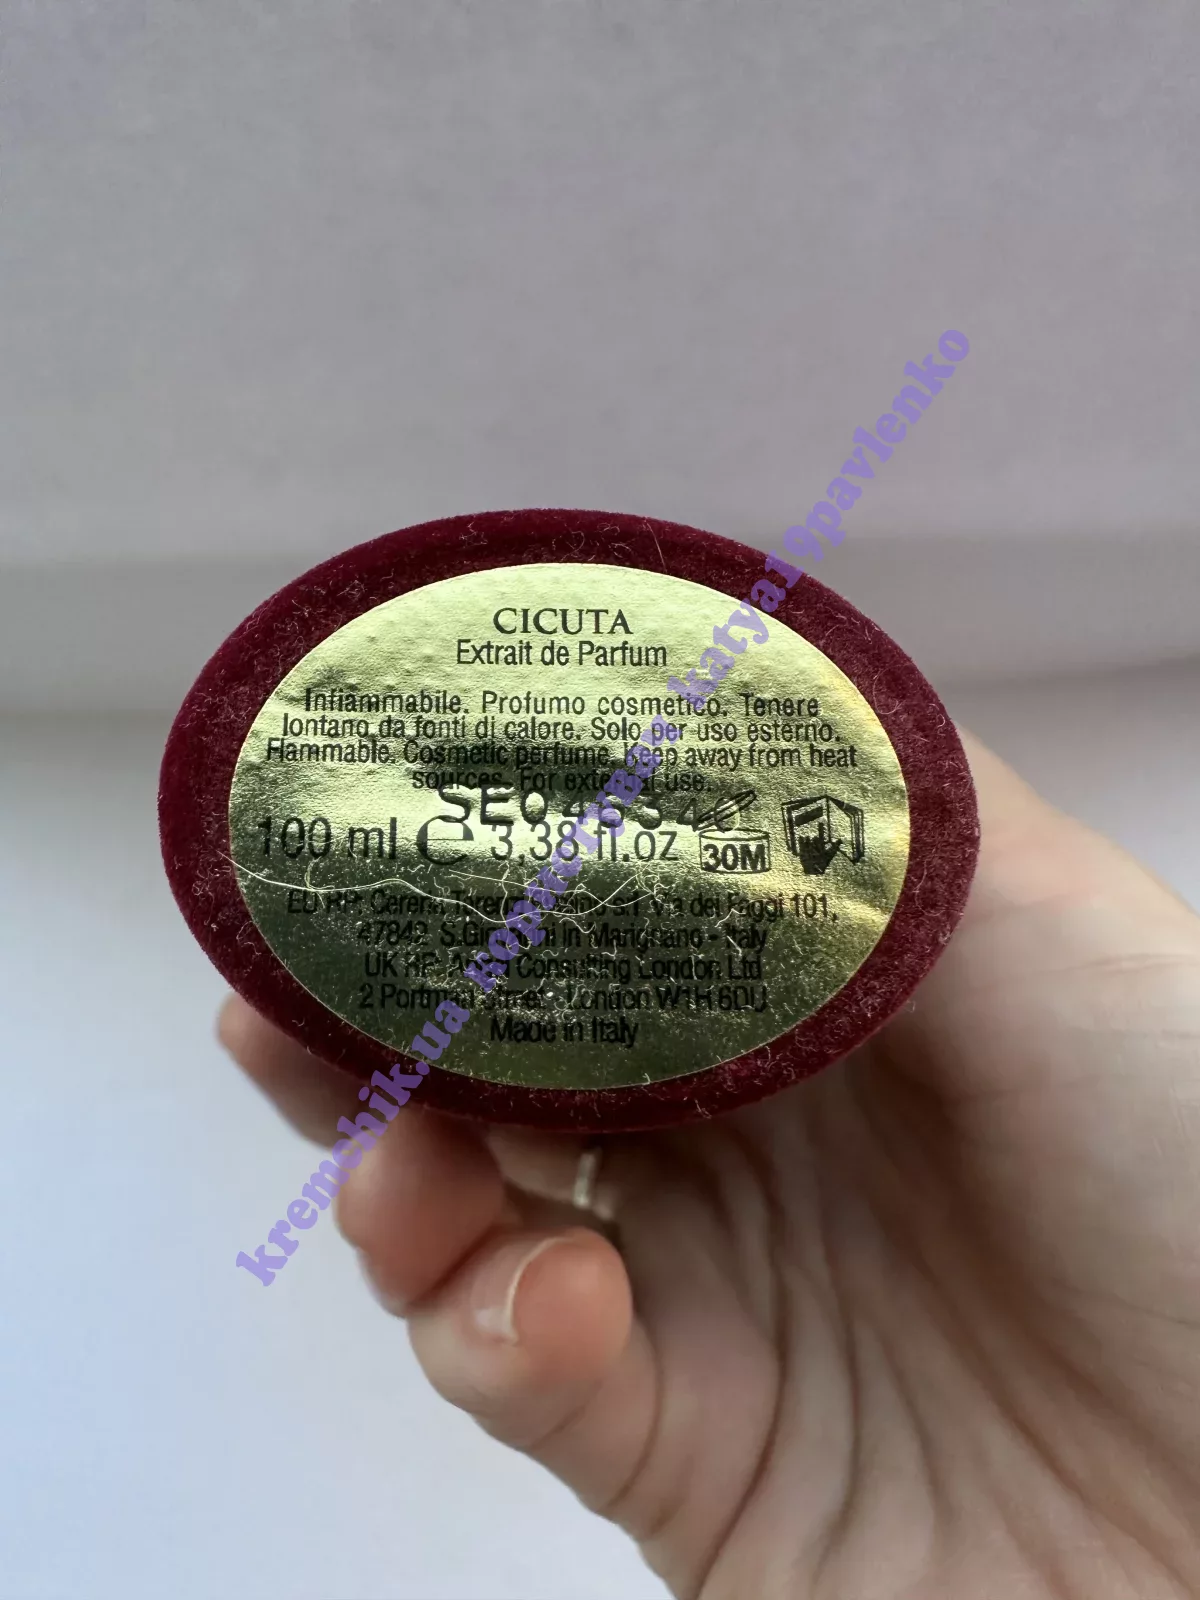 CICUTA
Extrait de Parfum
Infiammabile. Profumo cosmetico. Tenere
lontano da fonti di calore. Solo per uso esterno.
Flammable. Cosmetic perfume. Keep away from heat
sources. For external use.
100 ml e 3,38 fl.oz
30M
EU RP: Via dei Faggi 101,
47842 S.Giovanni in Marignano - Italy
UK RP: Consulting London Ltd
2 Portman Street - London W1H 6DU
Made in Italy
kremchik.ua користувач katya19pavlenko